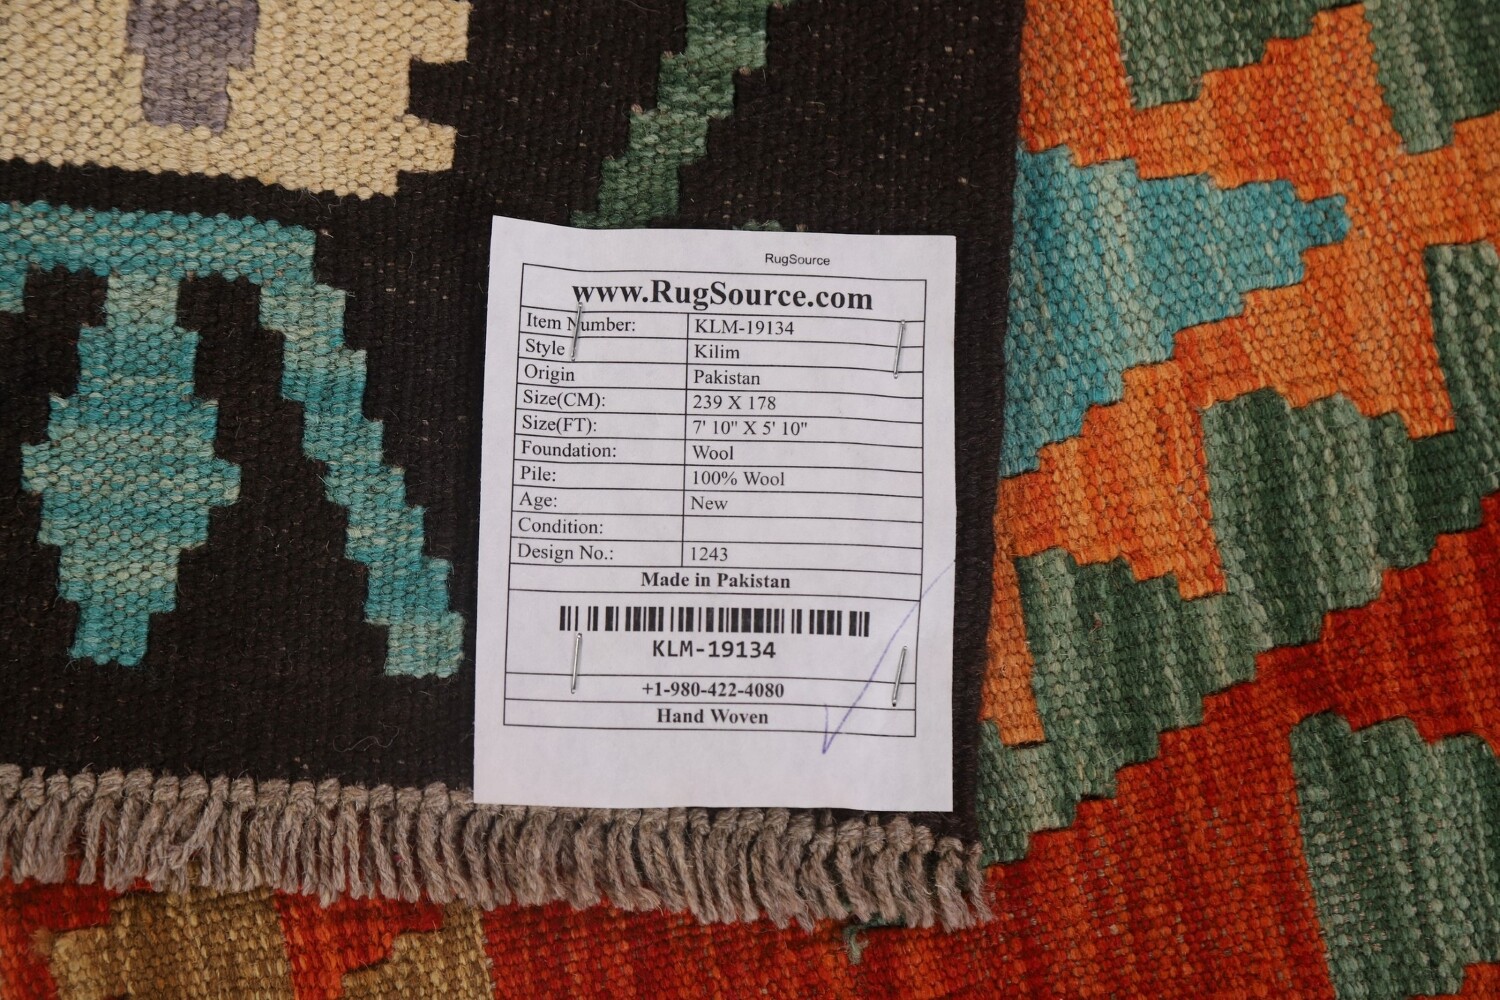 RugSource
www.RugSource.com
Item Number: KLM-19134
Style Kilim
Origin Pakistan
Size(CM): 239 X 178
Size(FT): 7' 10" X 5' 10"
Foundation: Wool
Pile: 100% Wool
Age: New
Condition:
Design No.: 1243
Made in Pakistan
KLM-19134
+1-980-422-4080
Hand Woven